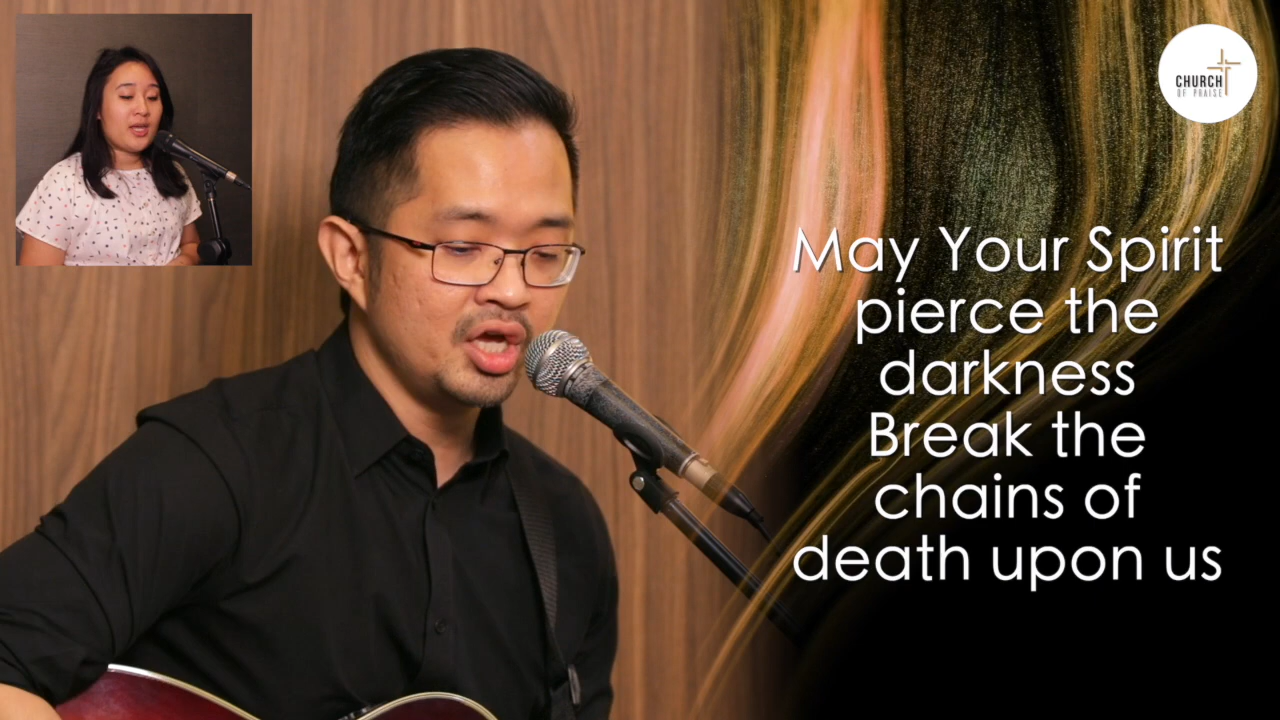 CHURCH
OF PRAISE
May Your Spirit
pierce the
darkness
Break the
chains of
death upon us